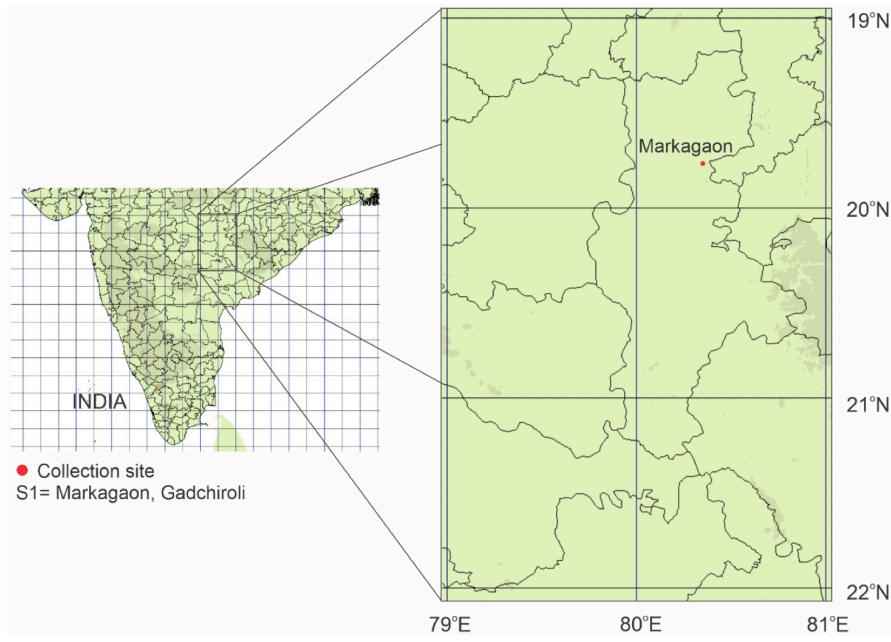 19°N
Markagaon
20°N
INDIA
21°N
Collection site
S1= Markagaon, Gadchiroli
22°N
79°E 80°E 81°E